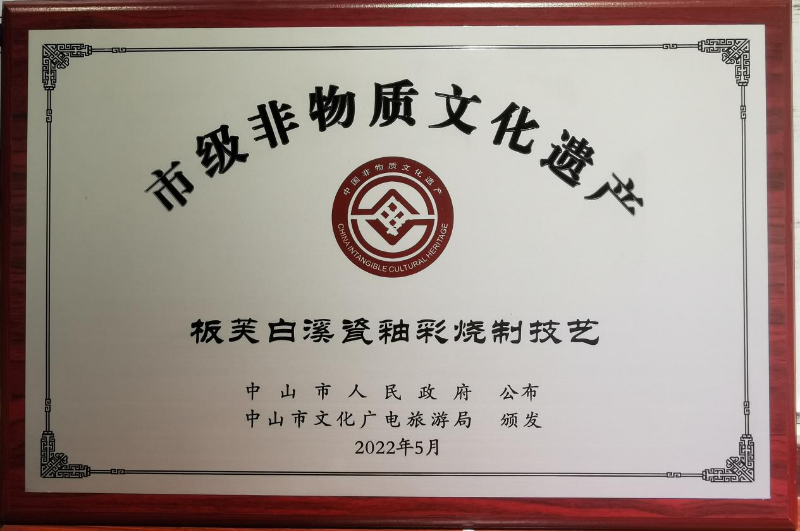 市级非物质文化遗产
中国非物质文化遗产
CHINA INTANGIBLE CULTURAL HERITAGE
板芙白溪瓷釉彩烧制技艺
中山市人民政府 公布
中山市文化广电旅游局 颁发
2022年5月